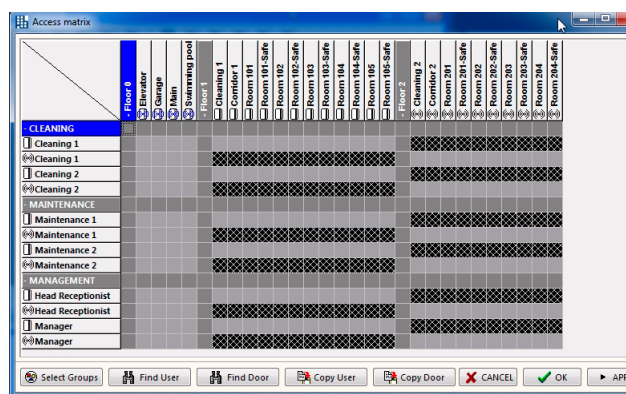 Access matrix
- Floor 0
Elevator
Garage
Main
Swimming pool
- Floor 1
Cleaning 1
Corridor 1
Room 101
Room 101-Safe
Room 102
Room 102-Safe
Room 103
Room 103-Safe
Room 104
Room 104-Safe
Room 105
Room 105-Safe
- Floor 2
Cleaning 2
Corridor 2
Room 201
Room 201-Safe
Room 202
Room 202-Safe
Room 203
Room 203-Safe
Room 204
Room 204-Safe
- CLEANING
Cleaning 1
Cleaning 1
Cleaning 2
Cleaning 2
- MAINTENANCE
Maintenance 1
Maintenance 1
Maintenance 2
Maintenance 2
- MANAGEMENT
Head Receptionist
Head Receptionist
Manager
Manager
Select Groups Find User Find Door Copy User Copy Door CANCEL OK APP